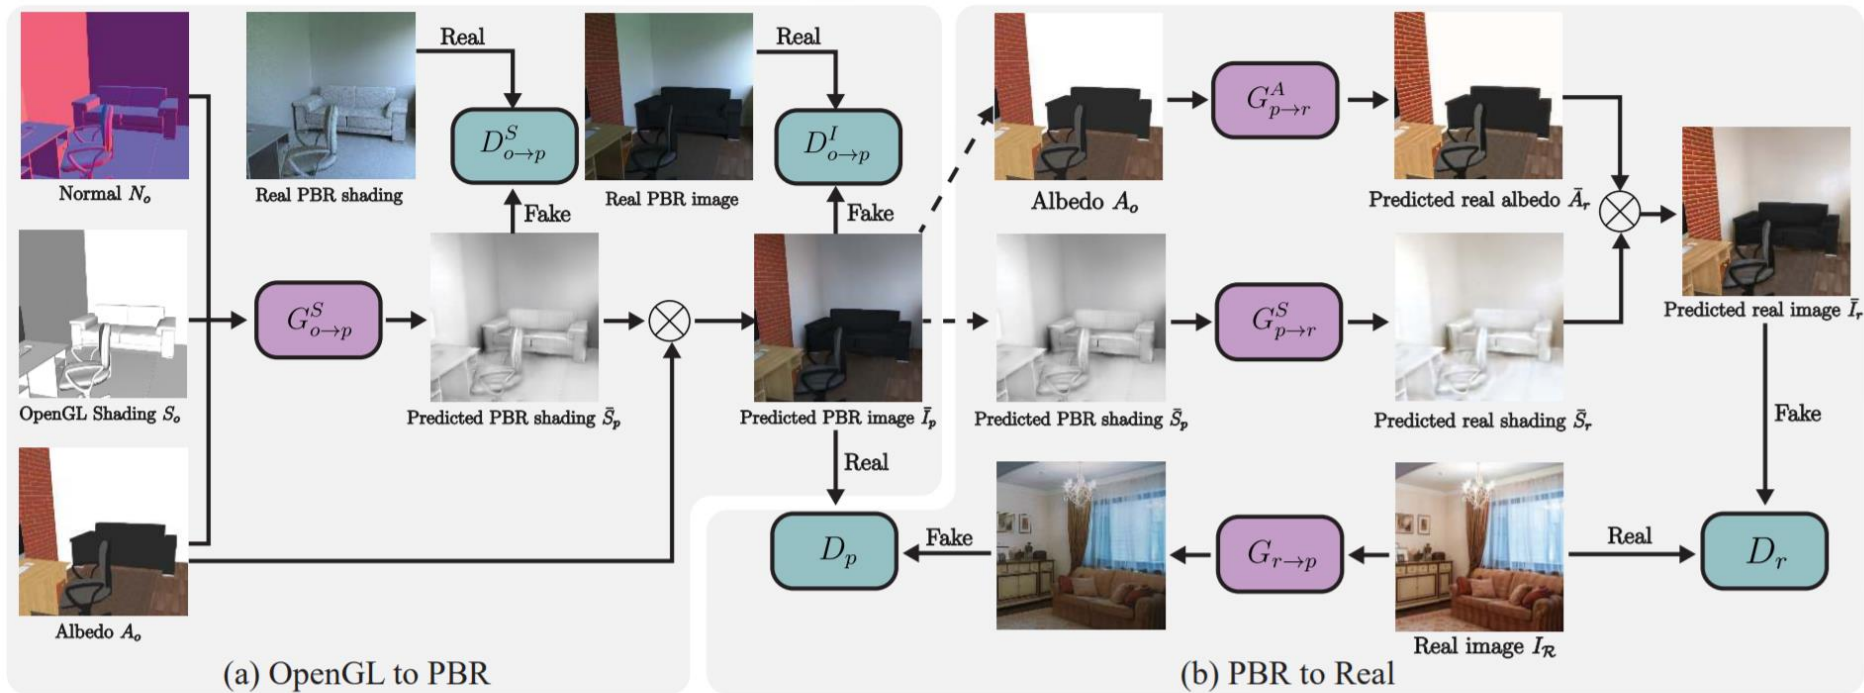 Real
Real
D^S_{o→p}
D^I_{o→p}
G^A_{p→r}
Normal N_o
Real PBR shading
Real PBR image
Albedo A_o
Predicted real albedo Ā_r
Fake
Fake
G^S_{o→p}
G^S_{p→r}
Predicted real image Ī_r
OpenGL Shading S_o
Predicted PBR shading S̄_p
Predicted PBR image Ī_p
Predicted PBR shading S̄_p
Predicted real shading S̄_r
Fake
Real
D_p
Fake
G_{r→p}
Real
D_r
Albedo A_o
Real image I_ℛ
(a) OpenGL to PBR
(b) PBR to Real